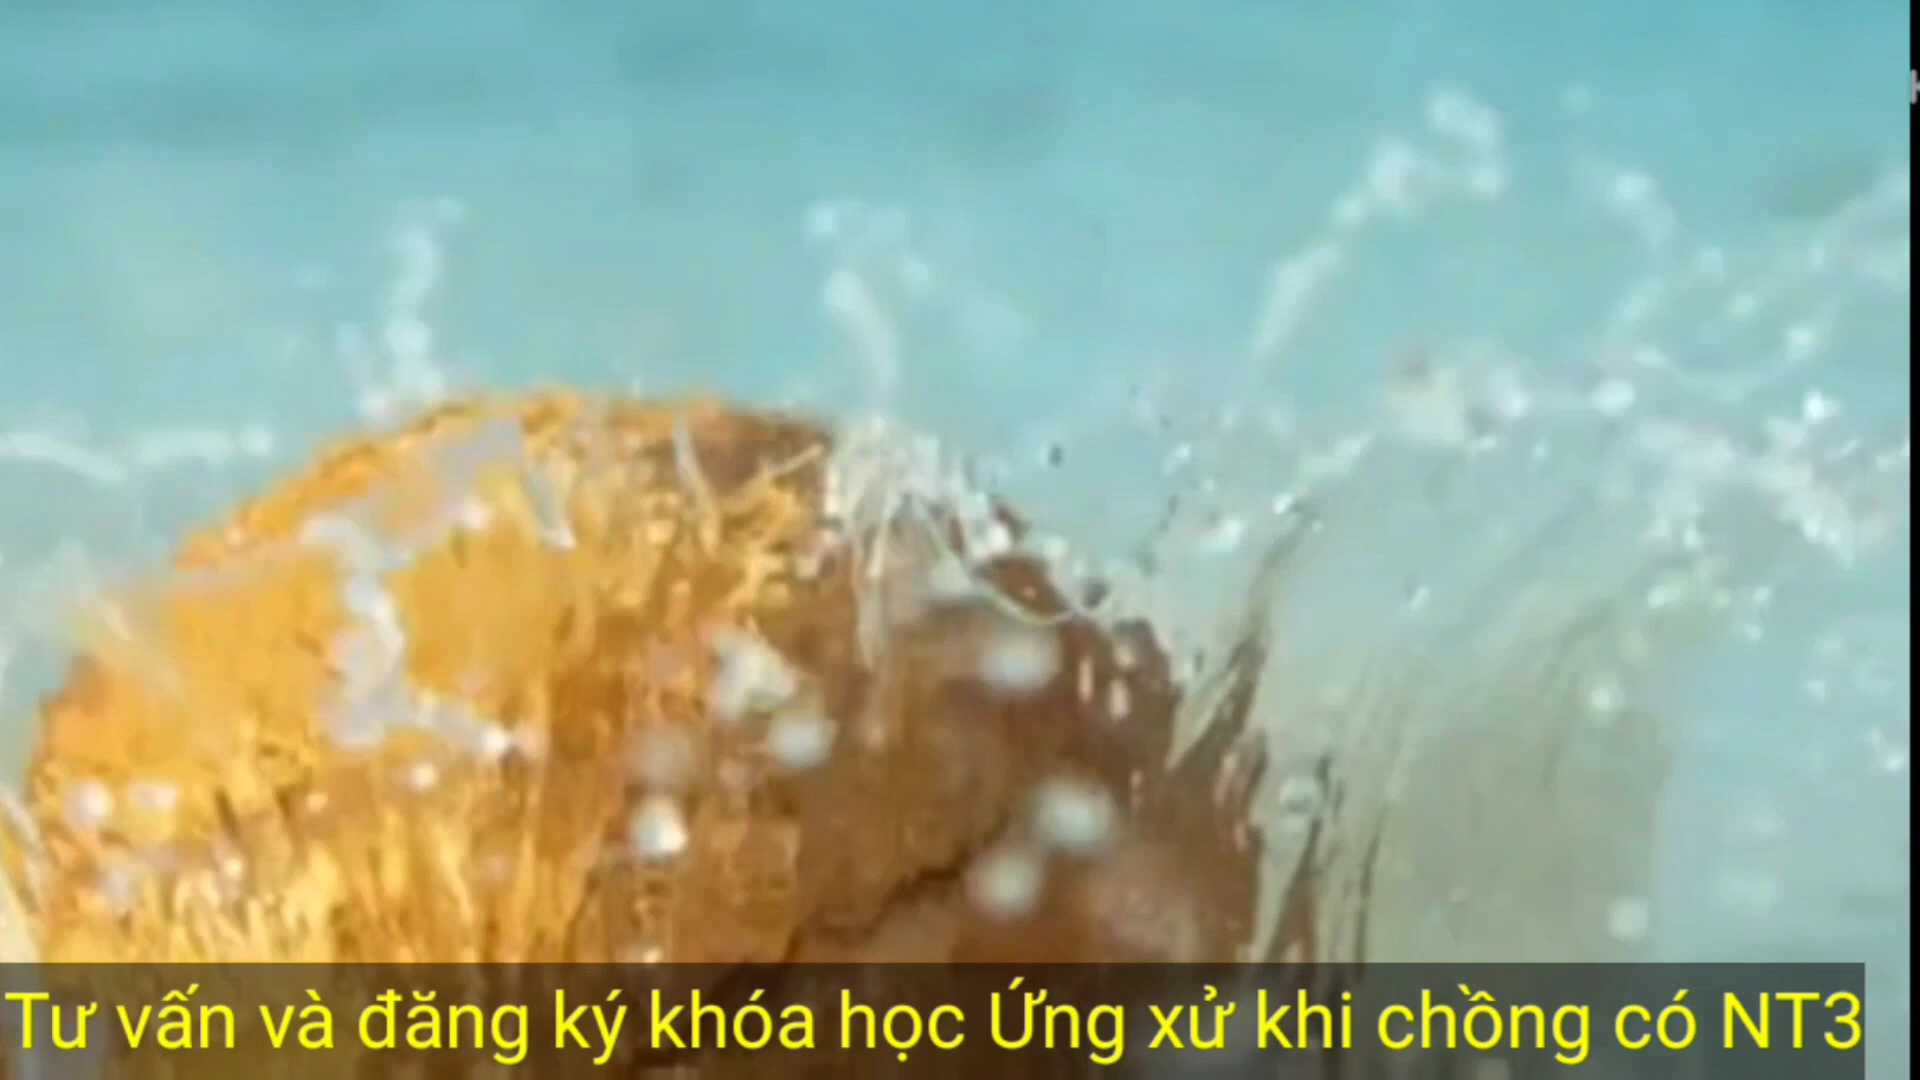 Tư vấn và đăng ký khóa học Ứng xử khi chồng có NT3